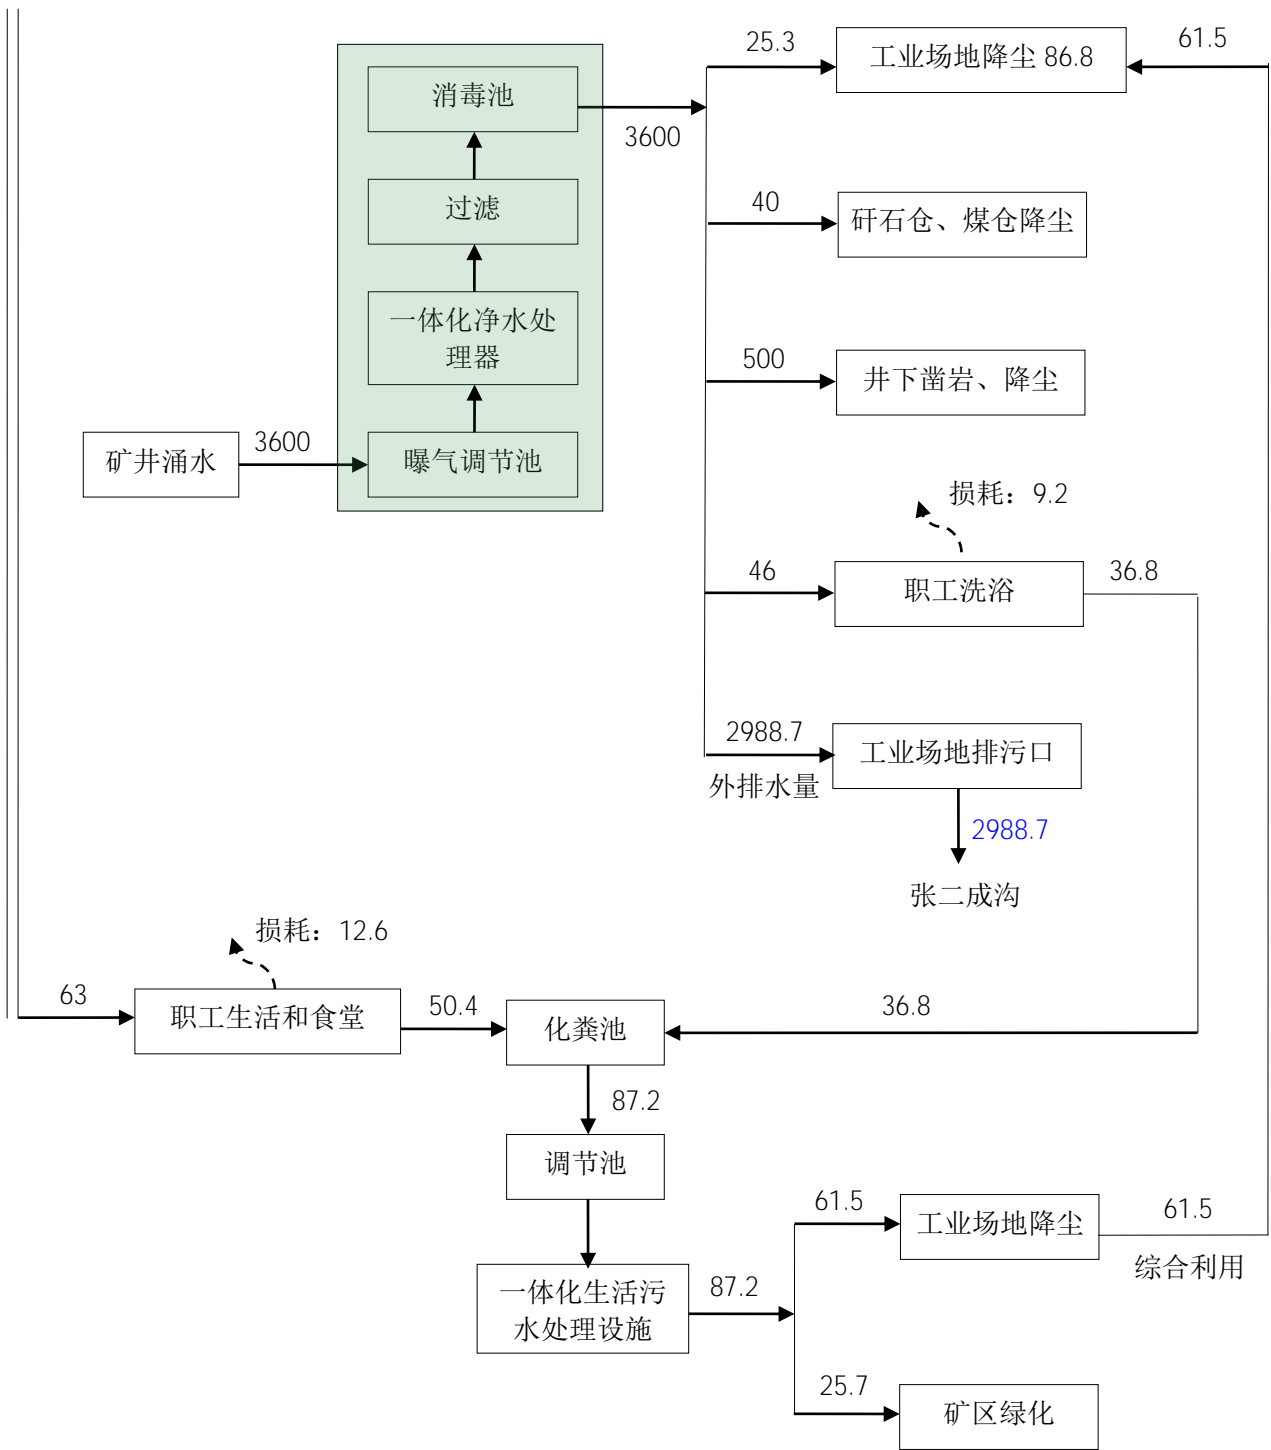 25.3
工业场地降尘 86.8
61.5
消毒池
3600
过滤
40
矸石仓、煤仓降尘
一体化净水处
理器
500
井下凿岩、降尘
矿井涌水
3600
曝气调节池
损耗：9.2
46
职工洗浴
36.8
2988.7
工业场地排污口
外排水量
2988.7
张二成沟
损耗：12.6
63
职工生活和食堂
50.4
化粪池
36.8
87.2
调节池
61.5
工业场地降尘
61.5
综合利用
一体化生活污
水处理设施
87.2
25.7
矿区绿化